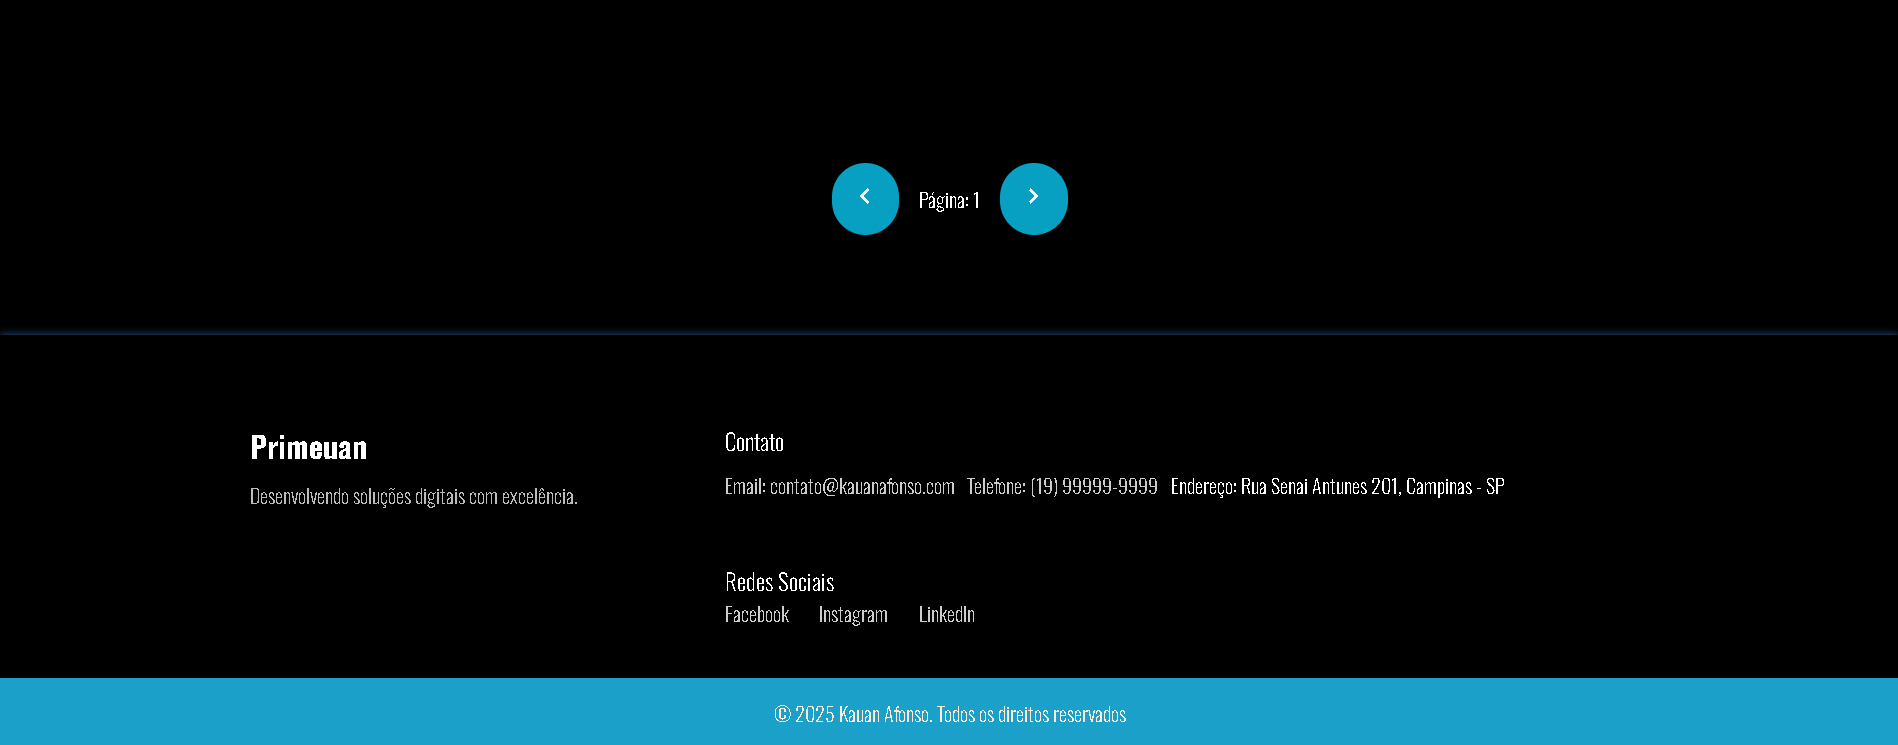 Página: 1
Primeuan
Desenvolvendo soluções digitais com excelência.
Contato
Email: contato@kauanafonso.com Telefone: (19) 99999-9999 Endereço: Rua Senai Antunes 201, Campinas - SP
Redes Sociais
Facebook Instagram LinkedIn
© 2025 Kauan Afonso. Todos os direitos reservados